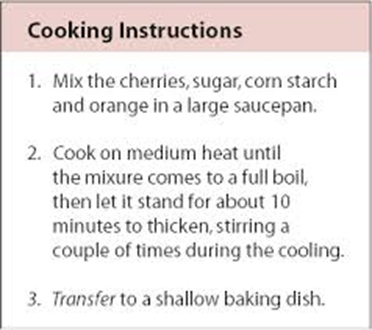 Cooking Instructions
1. Mix the cherries, sugar, corn starch
and orange in a large saucepan.
2. Cook on medium heat until
the mixure comes to a full boil,
then let it stand for about 10
minutes to thicken, stirring a
couple of times during the cooling.
3. Transfer to a shallow baking dish.